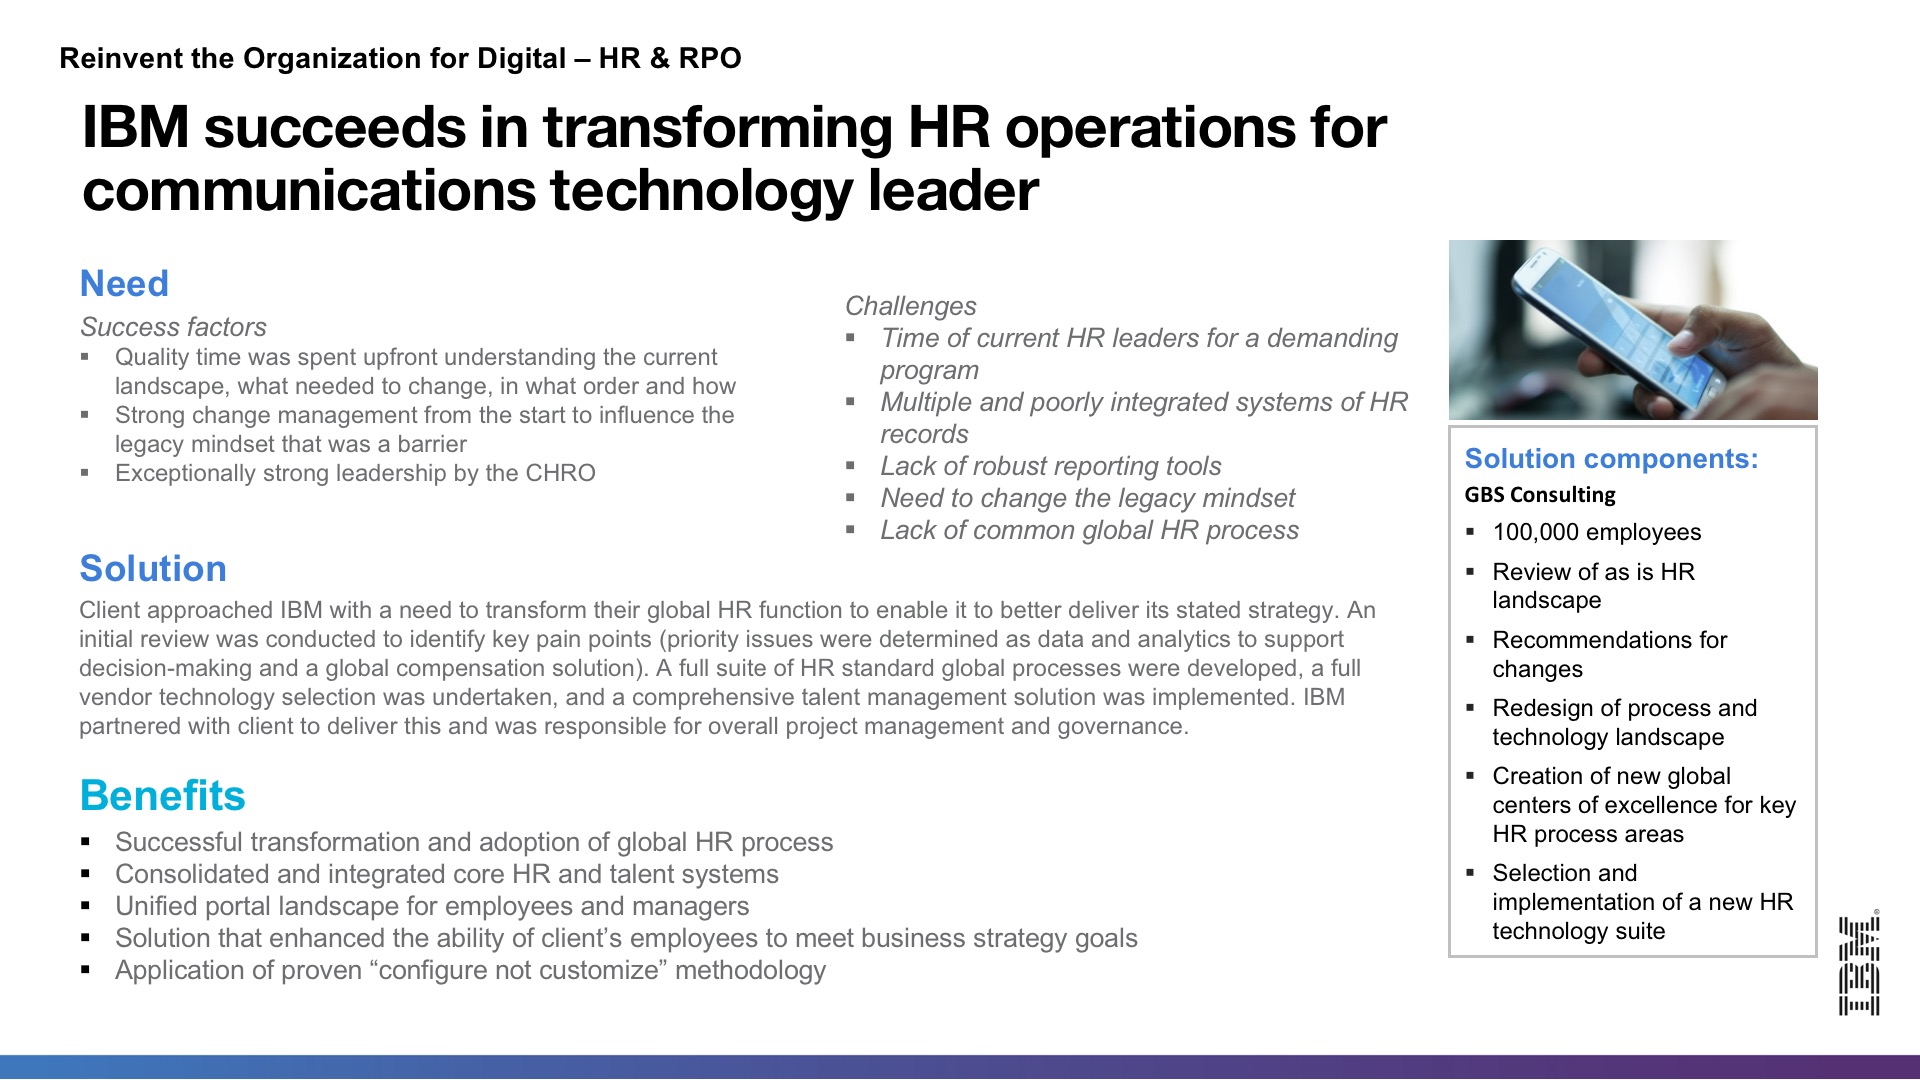 Reinvent the Organization for Digital – HR & RPO
IBM succeeds in transforming HR operations for
communications technology leader
Need
Success factors
▪ Quality time was spent upfront understanding the current
landscape, what needed to change, in what order and how
▪ Strong change management from the start to influence the
legacy mindset that was a barrier
▪ Exceptionally strong leadership by the CHRO
Challenges
▪ Time of current HR leaders for a demanding
program
▪ Multiple and poorly integrated systems of HR
records
▪ Lack of robust reporting tools
▪ Need to change the legacy mindset
▪ Lack of common global HR process
Solution
Client approached IBM with a need to transform their global HR function to enable it to better deliver its stated strategy. An
initial review was conducted to identify key pain points (priority issues were determined as data and analytics to support
decision-making and a global compensation solution). A full suite of HR standard global processes were developed, a full
vendor technology selection was undertaken, and a comprehensive talent management solution was implemented. IBM
partnered with client to deliver this and was responsible for overall project management and governance.
Benefits
▪ Successful transformation and adoption of global HR process
▪ Consolidated and integrated core HR and talent systems
▪ Unified portal landscape for employees and managers
▪ Solution that enhanced the ability of client’s employees to meet business strategy goals
▪ Application of proven “configure not customize” methodology
Solution components:
GBS Consulting
▪ 100,000 employees
▪ Review of as is HR
landscape
▪ Recommendations for
changes
▪ Redesign of process and
technology landscape
▪ Creation of new global
centers of excellence for key
HR process areas
▪ Selection and
implementation of a new HR
technology suite
IBM®